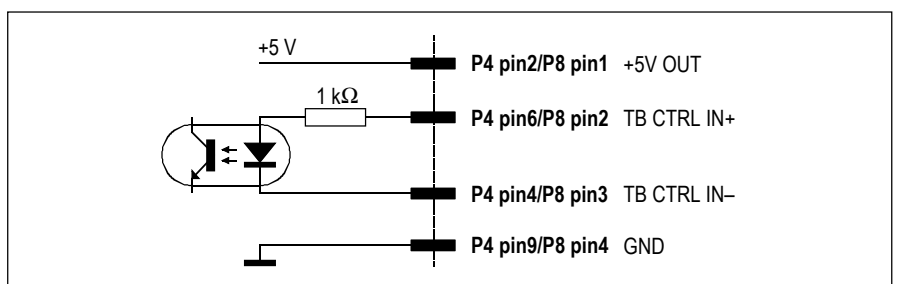 +5 V
P4 pin2/P8 pin1 +5V OUT
1 kΩ
P4 pin6/P8 pin2 TB CTRL IN+
P4 pin4/P8 pin3 TB CTRL IN–
P4 pin9/P8 pin4 GND